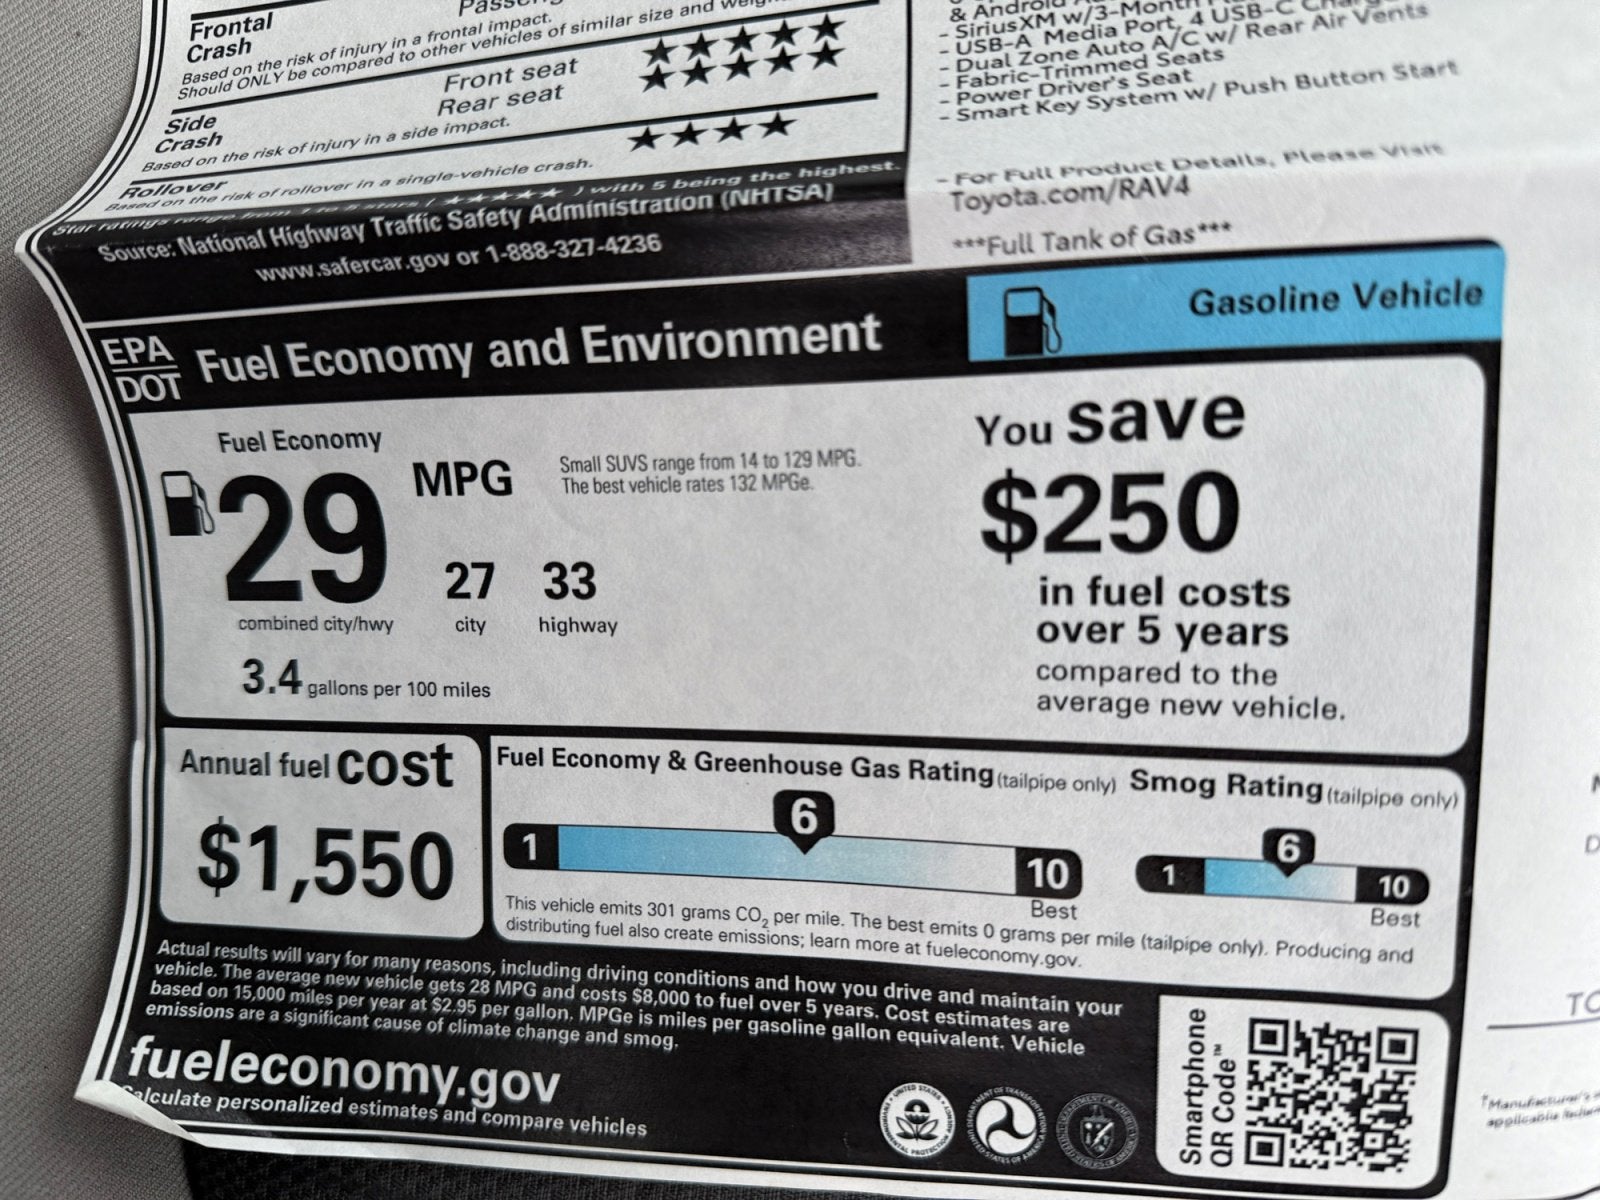 Frontal
Crash
Based on the risk of injury in a frontal impact.
Should ONLY be compared to other vehicles of similar size and
Side
Crash
Front seat ★★★★★
Rear seat ★★★★★
Based on the risk of injury in a side impact.
Rollover ★★★★
Based on the risk of rollover in a single-vehicle crash.
Star ratings range from 1 to 5 stars (★★★★★) with 5 being the highest.
Source: National Highway Traffic Safety Administration (NHTSA)
www.safercar.gov or 1-888-327-4236
& Android
- SiriusXM w/3-Month
- USB-A Media Port, 4 USB-C
- Dual Zone Auto A/C w/ Rear Air Vents
- Fabric-Trimmed Seats
- Power Driver's Seat
- Smart Key System w/ Push Button Start
- For Full Product Details, Please Visit
Toyota.com/RAV4
***Full Tank of Gas***
EPA
DOT
Fuel Economy and Environment
Gasoline Vehicle
Fuel Economy
29 MPG
combined city/hwy
27
city
33
highway
3.4 gallons per 100 miles
Small SUVS range from 14 to 129 MPG.
The best vehicle rates 132 MPGe.
You save
$250
in fuel costs
over 5 years
compared to the
average new vehicle.
Annual fuel cost
$1,550
Fuel Economy & Greenhouse Gas Rating (tailpipe only)
1
6
10
Best
Smog Rating (tailpipe only)
1
6
10
Best
This vehicle emits 301 grams CO2 per mile. The best emits 0 grams per mile (tailpipe only). Producing and
distributing fuel also create emissions; learn more at fueleconomy.gov.
Actual results will vary for many reasons, including driving conditions and how you drive and maintain your
vehicle. The average new vehicle gets 28 MPG and costs $8,000 to fuel over 5 years. Cost estimates are
based on 15,000 miles per year at $2.95 per gallon. MPGe is miles per gasoline gallon equivalent. Vehicle
emissions are a significant cause of climate change and smog.
fueleconomy.gov
Calculate personalized estimates and compare vehicles
Smartphone
QR Code™
TO